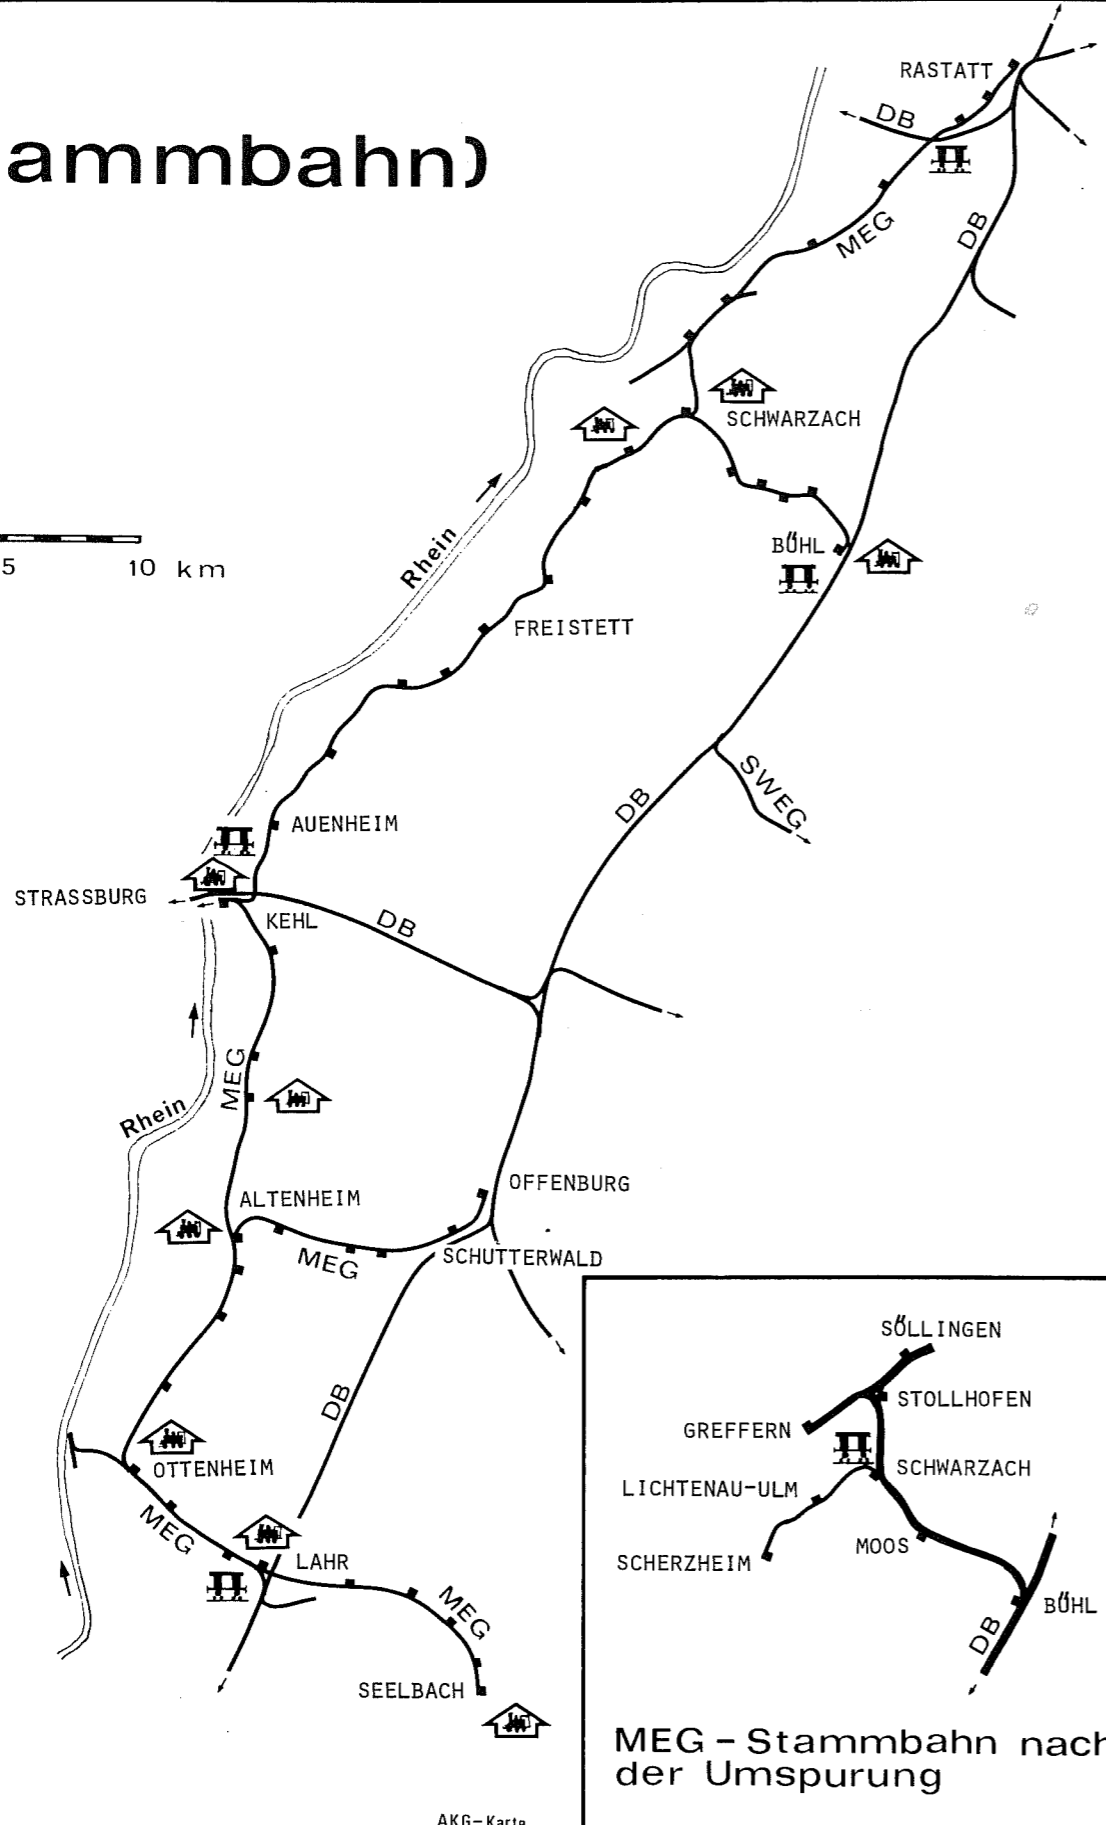 RASTATT
DB
ammbahn)
MEG
DB
SCHWARZACH
Rhein
BÜHL
5 10 km
FREISTETT
SWEG
DB
AUENHEIM
STRASSBURG
KEHL
DB
MEG
Rhein
OFFENBURG
ALTENHEIM
SCHUTTERWALD
MEG
DB
OTTENHEIM
MEG
LAHR
MEG
SEELBACH
SÖLLINGEN
STOLLHOFEN
GREFFERN
SCHWARZACH
LICHTENAU-ULM
MOOS
SCHERZHEIM
BÜHL
DB
MEG-Stammbahn nach
der Umspurung
AKG-Karte